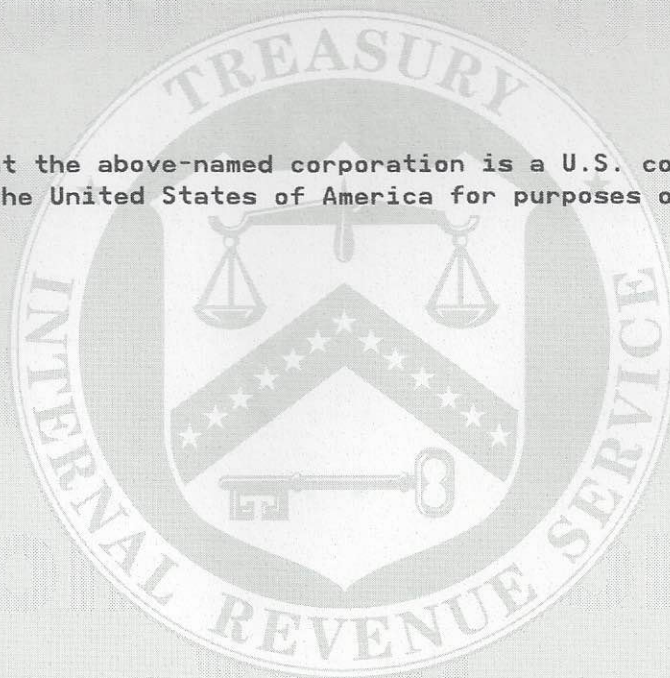 TREASURY
t the above-named corporation is a U.S. co
he United States of America for purposes o
INTERNAL REVENUE SERVICE